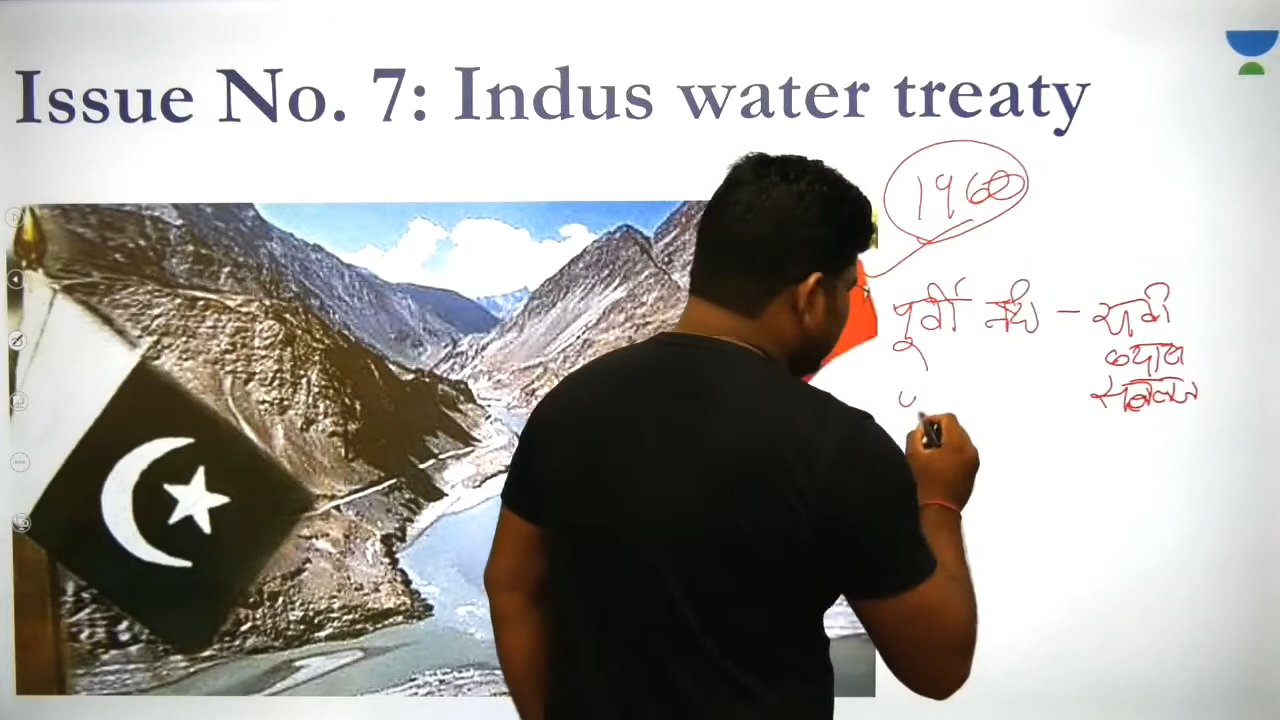 Issue No. 7: Indus water treaty
1960
पूर्वी नदी - रावी
ब्यास
सतलज